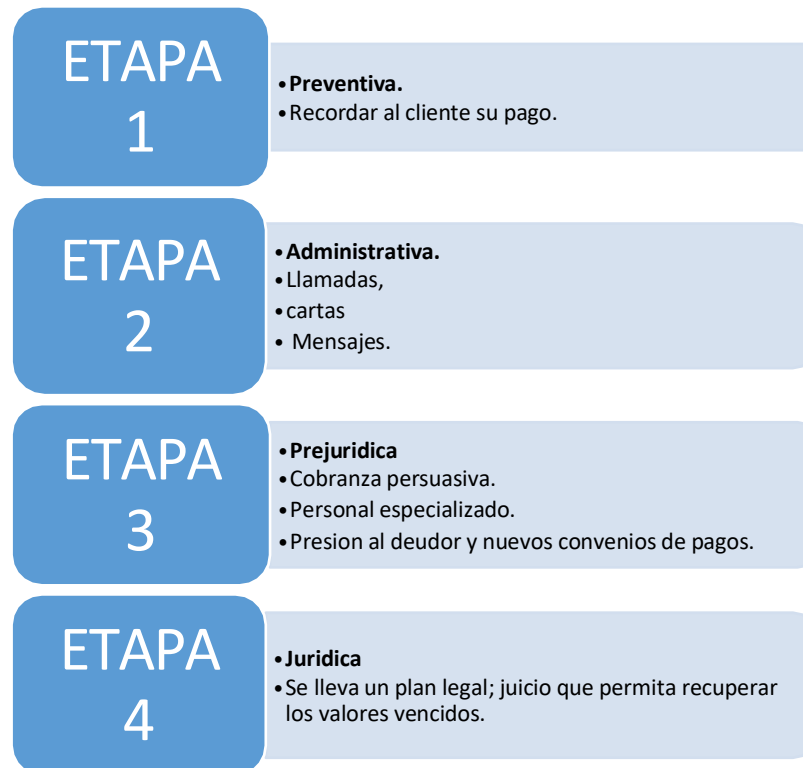 ETAPA
1
•Preventiva.
•Recordar al cliente su pago.
ETAPA
2
•Administrativa.
•Llamadas,
•cartas
• Mensajes.
ETAPA
3
•Prejuridica
•Cobranza persuasiva.
•Personal especializado.
•Presion al deudor y nuevos convenios de pagos.
ETAPA
4
•Juridica
•Se lleva un plan legal; juicio que permita recuperar
los valores vencidos.